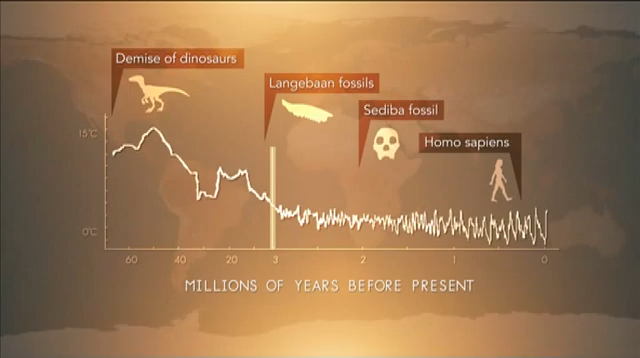 Demise of dinosaurs
Langebaan fossils
Sediba fossil
Homo sapiens
15°C
0°C
60 40 20 3 2 1 0
MILLIONS OF YEARS BEFORE PRESENT